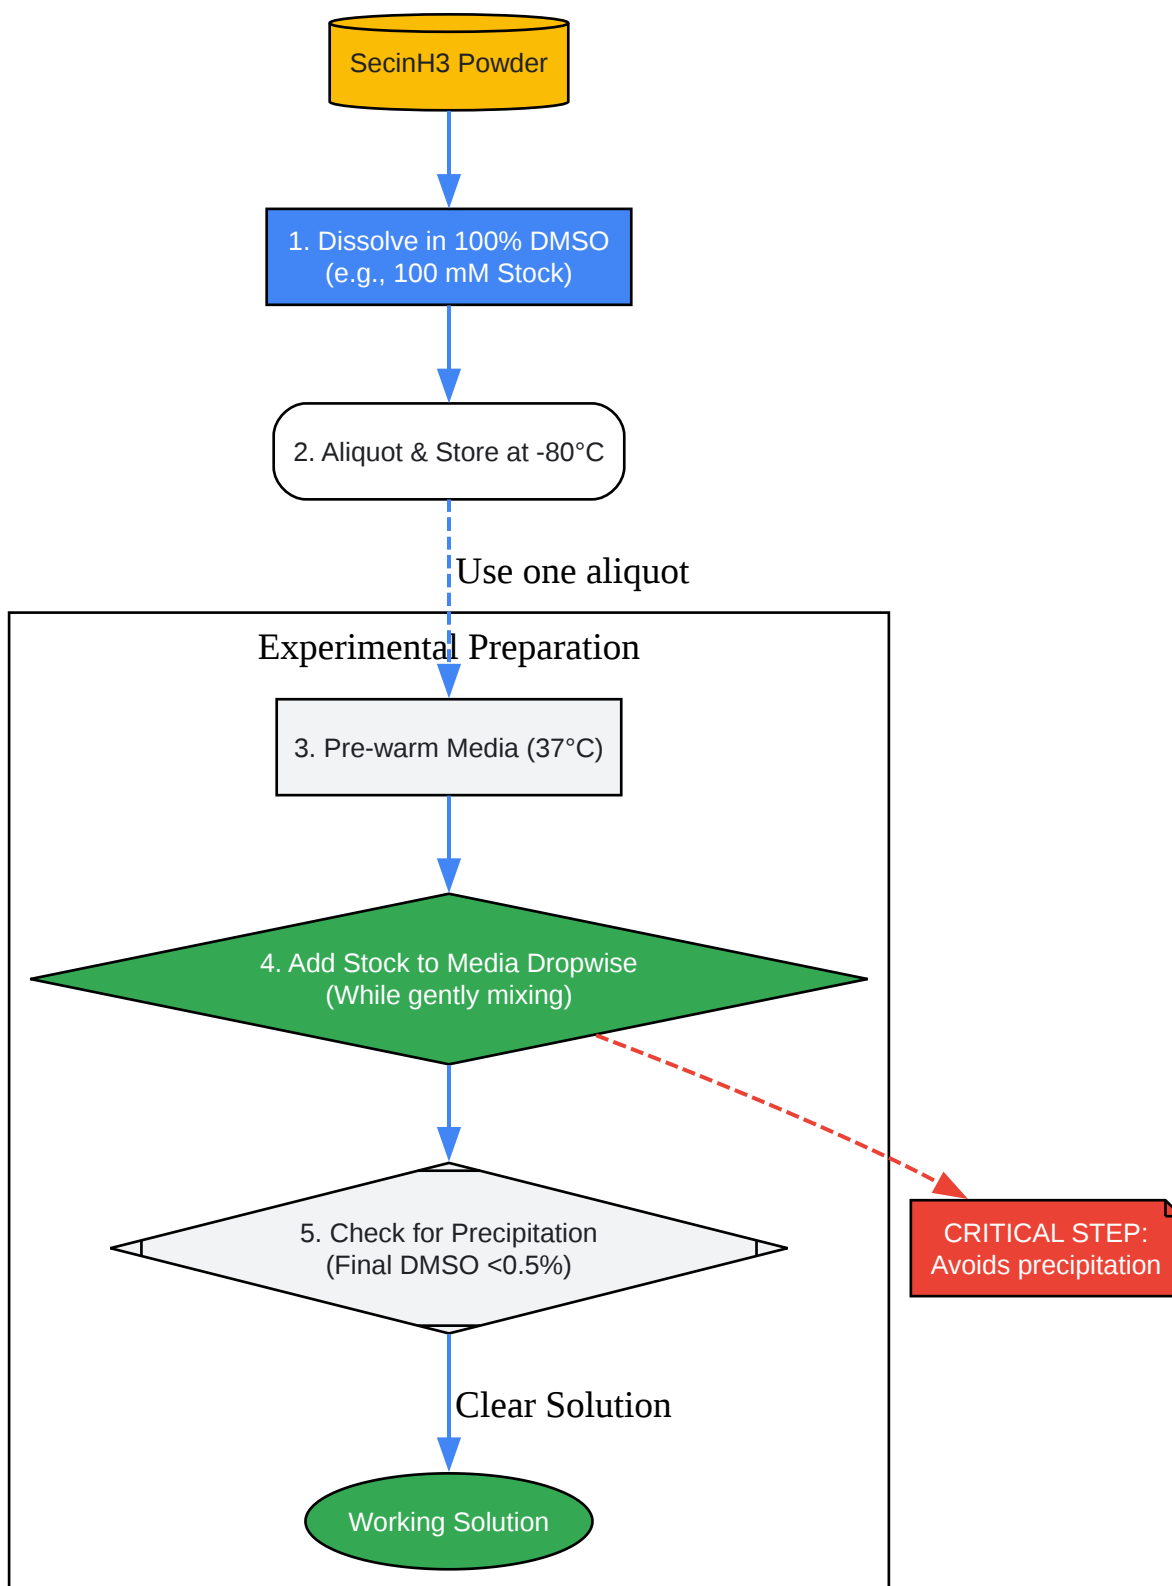 SecinH3 Powder
1. Dissolve in 100% DMSO
(e.g., 100 mM Stock)
2. Aliquot & Store at -80°C
Use one aliquot
Experimental Preparation
3. Pre-warm Media (37°C)
4. Add Stock to Media Dropwise
(While gently mixing)
CRITICAL STEP:
Avoids precipitation
5. Check for Precipitation
(Final DMSO <0.5%)
Clear Solution
Working Solution